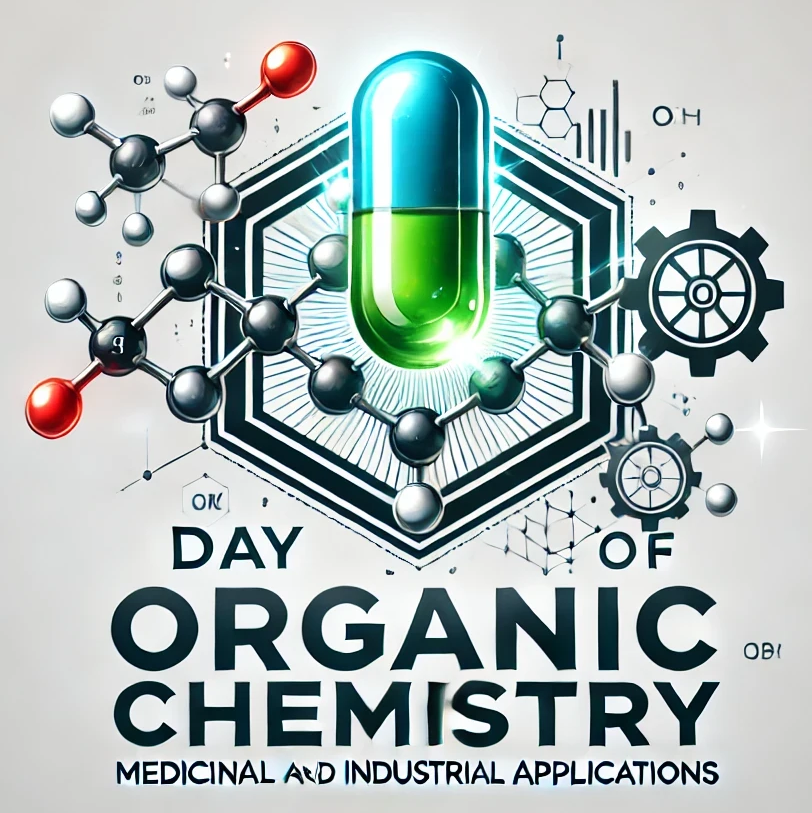 OH
DAY OF
ORGANIC
CHEMISTRY
MEDICINAL AND INDUSTRIAL APPLICATIONS